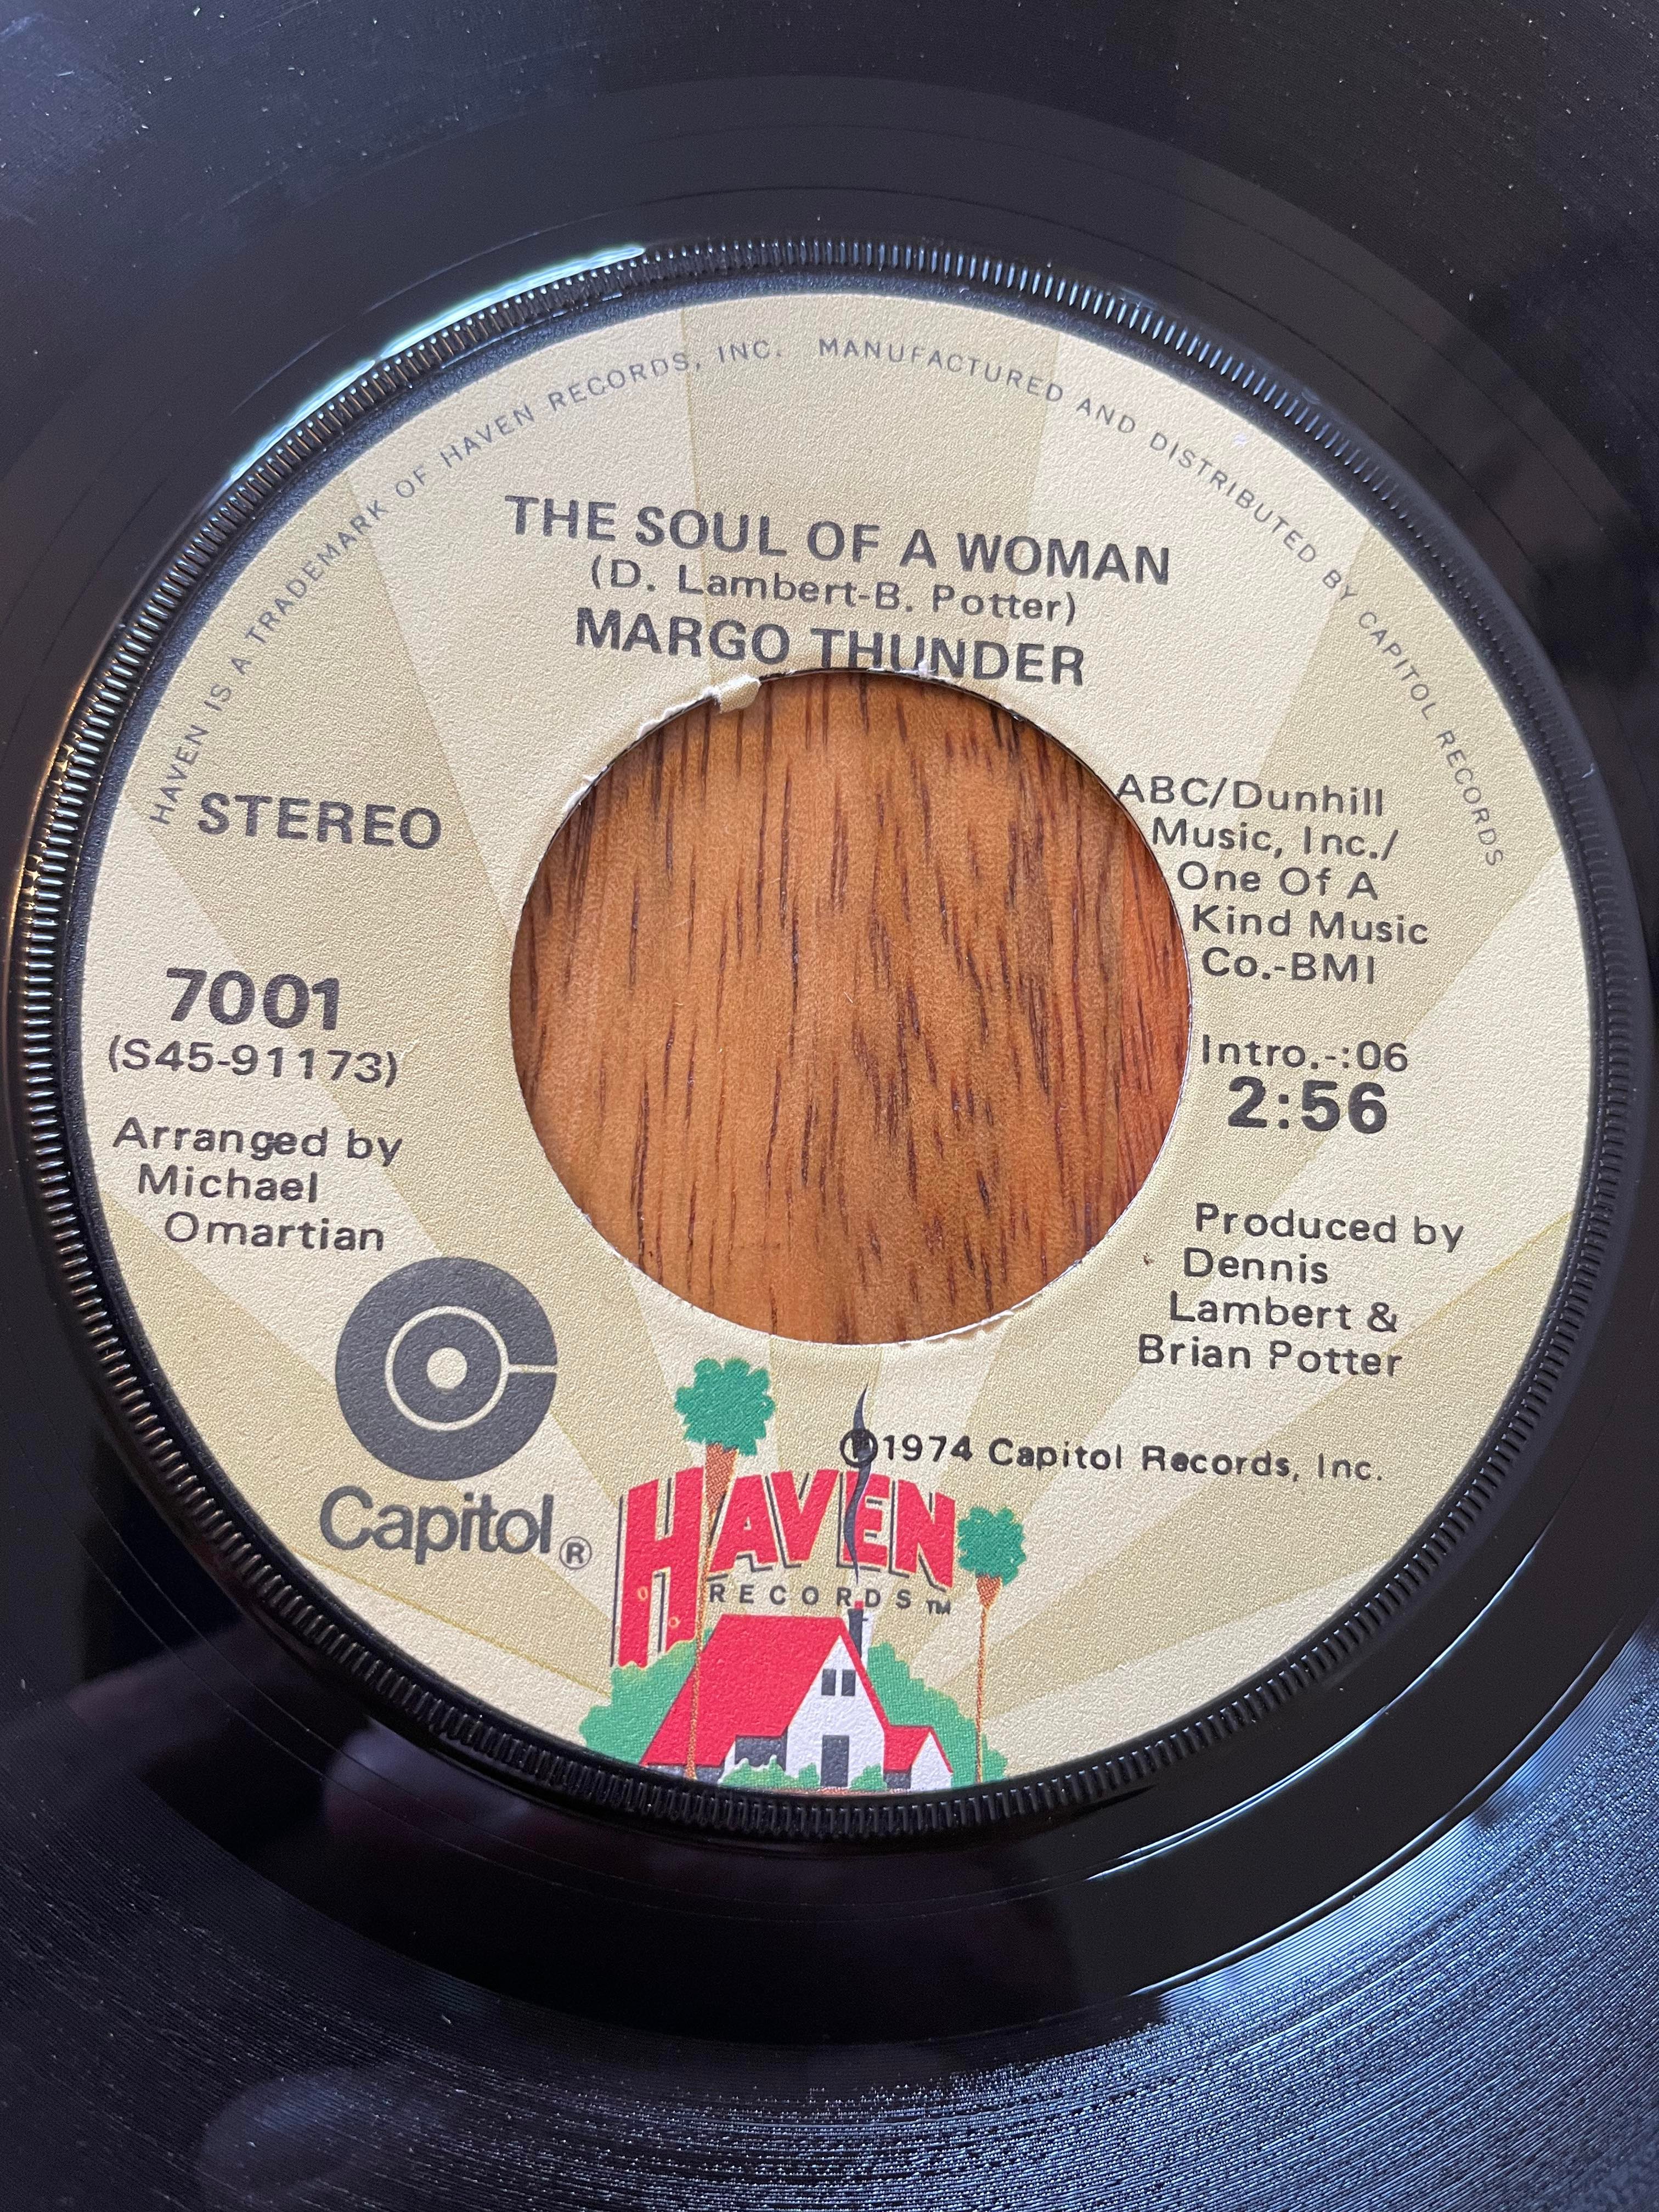 HAVEN IS A TRADEMARK OF HAVEN RECORDS, INC. MANUFACTURED AND DISTRIBUTED BY CAPITOL RECORDS
THE SOUL OF A WOMAN
(D. Lambert-B. Potter)
MARGO THUNDER
STEREO
7001
(S45-91173)
Arranged by
Michael
Omartian
ABC/Dunhill
Music, Inc./
One Of A
Kind Music
Co.-BMI
Intro.-:06
2:56
Produced by
Dennis
Lambert &
Brian Potter
Capitol®
℗1974 Capitol Records, Inc.
HAVEN
RECORDS™